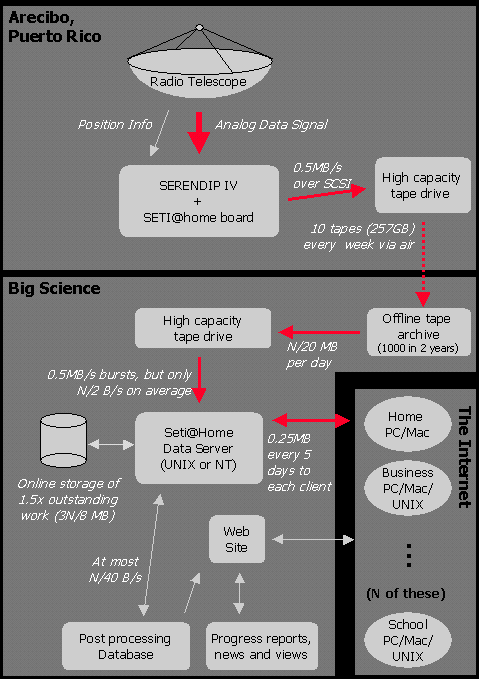 Arecibo,
Puerto Rico
Radio Telescope
Position Info
Analog Data Signal
SERENDIP IV
+
SETI@home board
0.5MB/s
over SCSI
High capacity
tape drive
10 tapes (257GB)
every week via air
Big Science
High capacity
tape drive
N/20 MB
per day
Offline tape
archive
(1000 in 2 years)
0.5MB/s bursts, but only
N/2 B/s on average
Seti@Home
Data Server
(UNIX or NT)
0.25MB
every 5
days to
each client
Online storage of
1.5x outstanding
work (3N/8 MB)
The Internet
Home
PC/Mac
Business
PC/Mac/
UNIX
...
(N of these)
School
PC/Mac/
UNIX
Web
Site
At most
N/40 B/s
Post processing
Database
Progress reports,
news and views